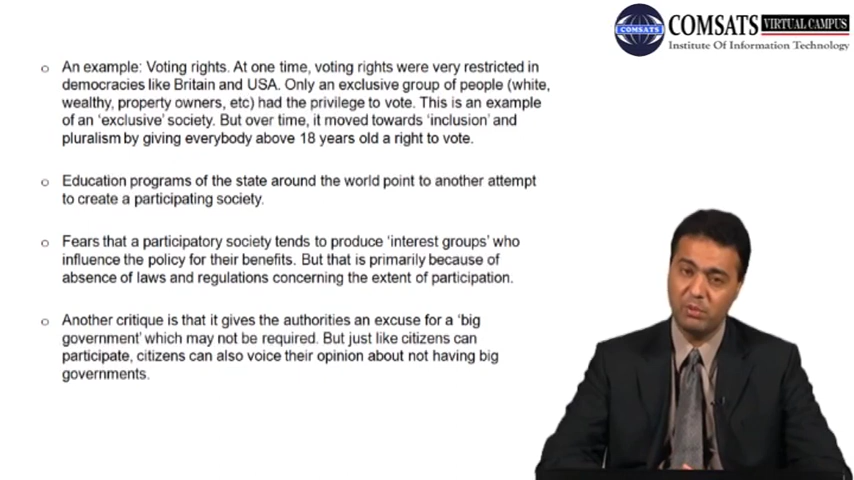 COMSATS VIRTUAL CAMPUS
COMSATS
Institute Of Information Technology
o An example: Voting rights. At one time, voting rights were very restricted in
democracies like Britain and USA. Only an exclusive group of people (white,
wealthy, property owners, etc) had the privilege to vote. This is an example
of an 'exclusive' society. But over time, it moved towards 'inclusion' and
pluralism by giving everybody above 18 years old a right to vote.
o Education programs of the state around the world point to another attempt
to create a participating society.
o Fears that a participatory society tends to produce 'interest groups' who
influence the policy for their benefits. But that is primarily because of
absence of laws and regulations concerning the extent of participation.
o Another critique is that it gives the authorities an excuse for a 'big
government' which may not be required. But just like citizens can
participate, citizens can also voice their opinion about not having big
governments.